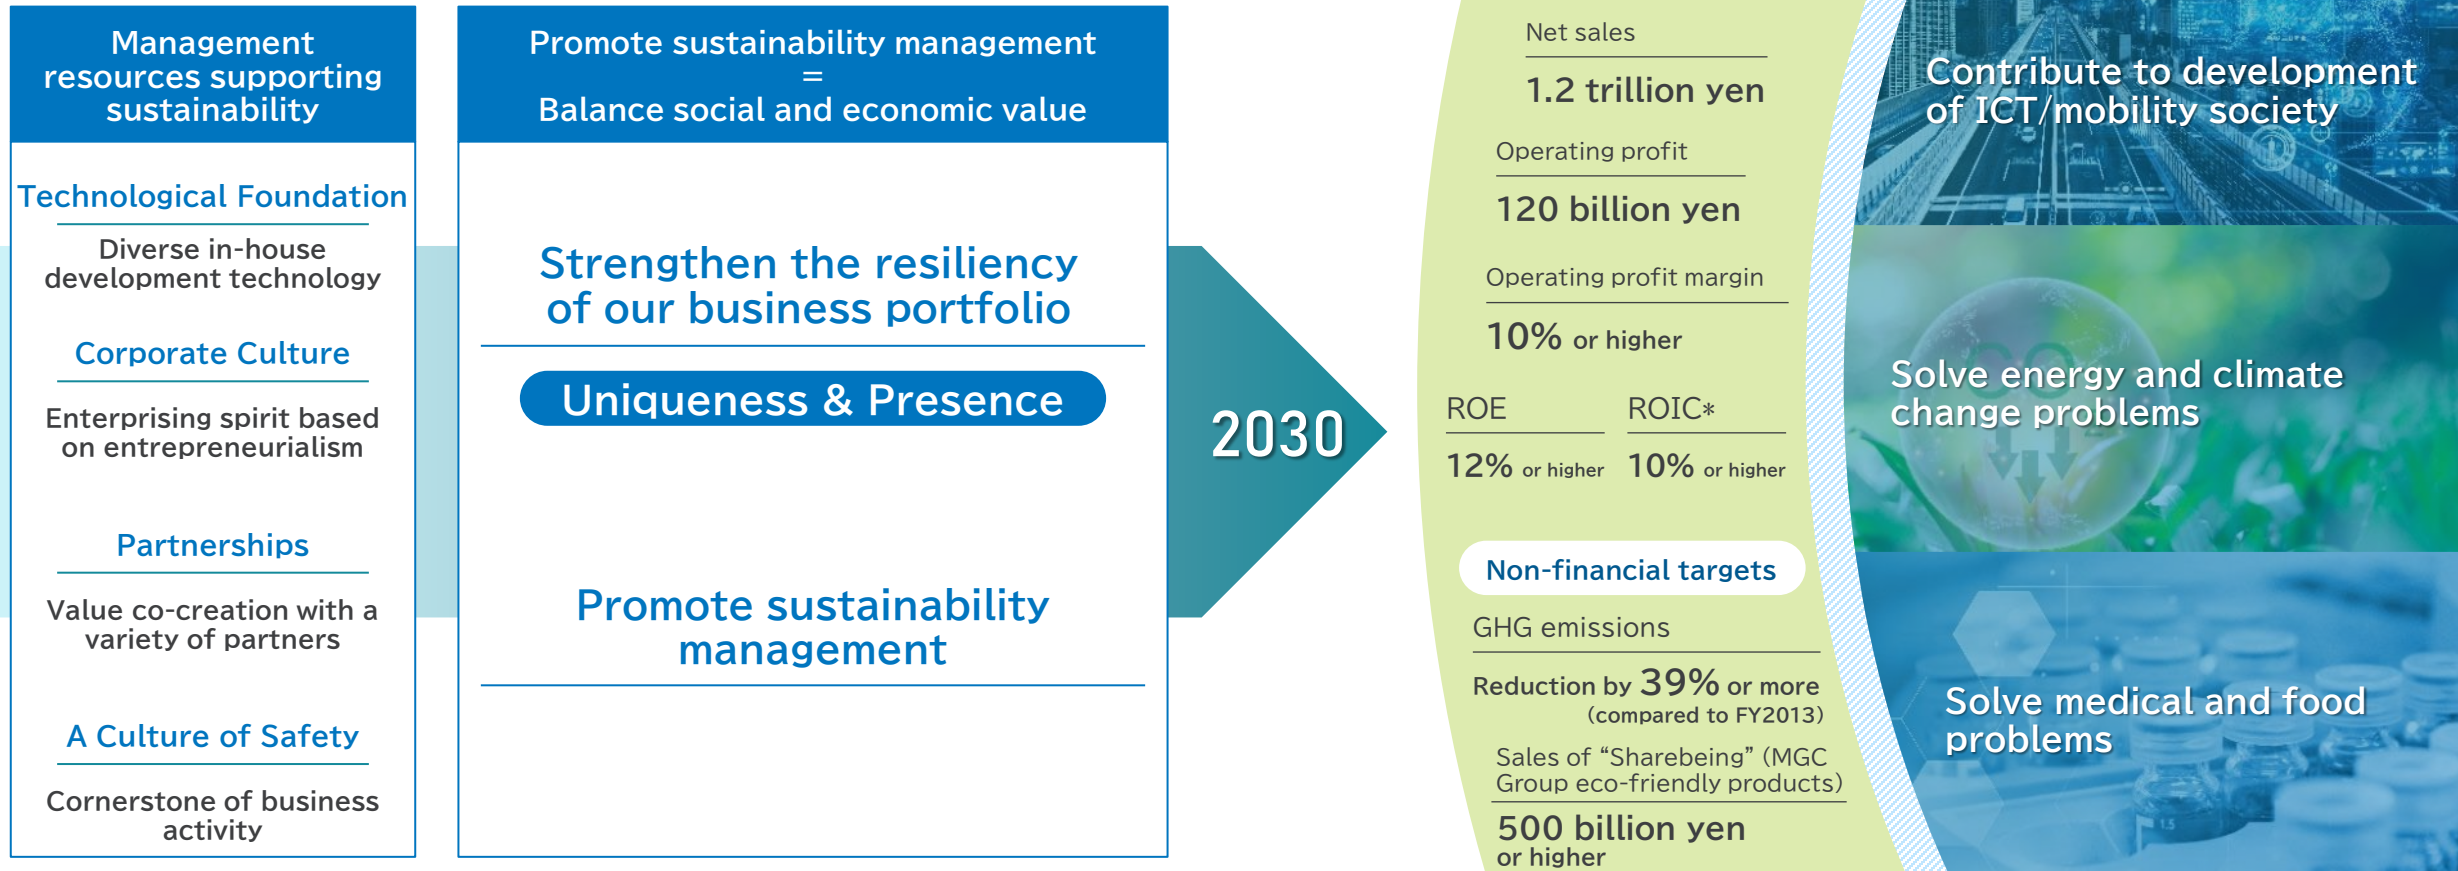 Management
resources supporting
sustainability
Technological Foundation
Diverse in-house
development technology
Corporate Culture
Enterprising spirit based
on entrepreneurialism
Partnerships
Value co-creation with a
variety of partners
A Culture of Safety
Cornerstone of business
activity
Promote sustainability management
=
Balance social and economic value
Strengthen the resiliency
of our business portfolio
Uniqueness & Presence
Promote sustainability
management
2030
Net sales
1.2 trillion yen
Operating profit
120 billion yen
Operating profit margin
10% or higher
ROE
12% or higher
ROIC*
10% or higher
Non-financial targets
GHG emissions
Reduction by 39% or more
(compared to FY2013)
Sales of “Sharebeing” (MGC
Group eco-friendly products)
500 billion yen
or higher
Contribute to development
of ICT/mobility society
CO2
Solve energy and climate
change problems
Solve medical and food
problems
1.5